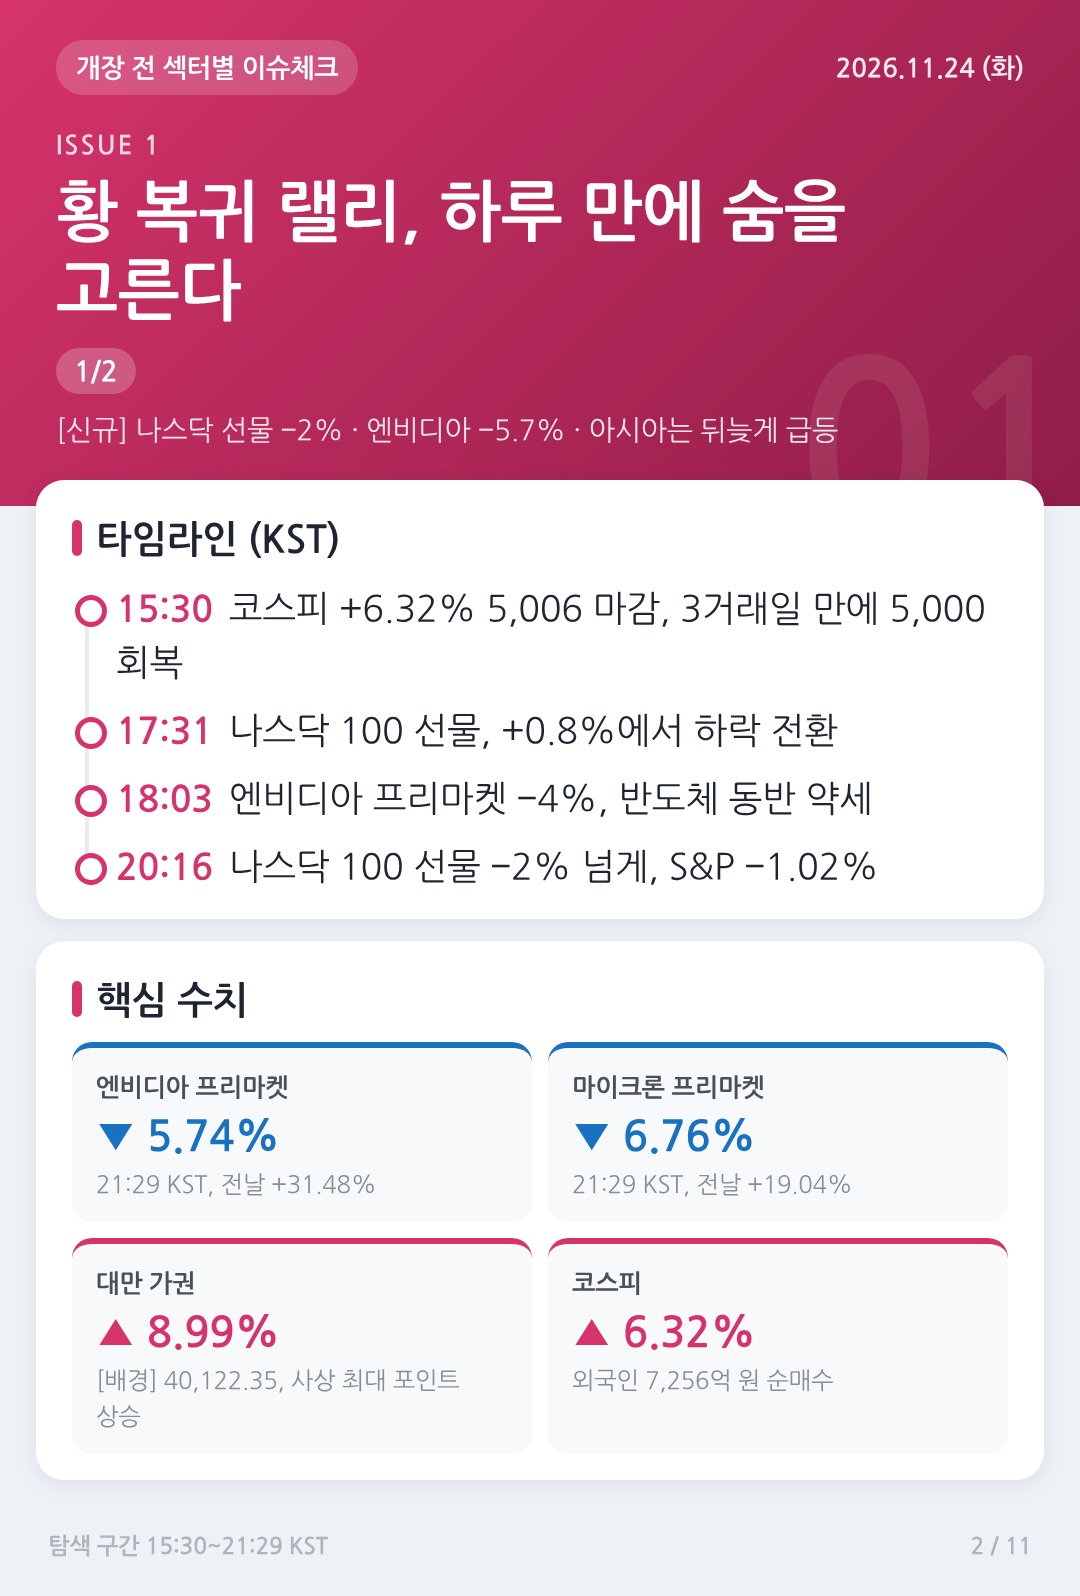 개장 전 섹터별 이슈체크
2026.11.24 (화)
ISSUE 1
황 복귀 랠리, 하루 만에 숨을
고른다
1/2
[신규] 나스닥 선물 −2% · 엔비디아 −5.7% · 아시아는 뒤늦게 급등
01
타임라인 (KST)
15:30 코스피 +6.32% 5,006 마감, 3거래일 만에 5,000
회복
17:31 나스닥 100 선물, +0.8%에서 하락 전환
18:03 엔비디아 프리마켓 −4%, 반도체 동반 약세
20:16 나스닥 100 선물 −2% 넘게, S&P −1.02%
핵심 수치
엔비디아 프리마켓
▼ 5.74%
21:29 KST, 전날 +31.48%
마이크론 프리마켓
▼ 6.76%
21:29 KST, 전날 +19.04%
대만 가권
▲ 8.99%
[배경] 40,122.35, 사상 최대 포인트
상승
코스피
▲ 6.32%
외국인 7,256억 원 순매수
탐색 구간 15:30~21:29 KST
2 / 11